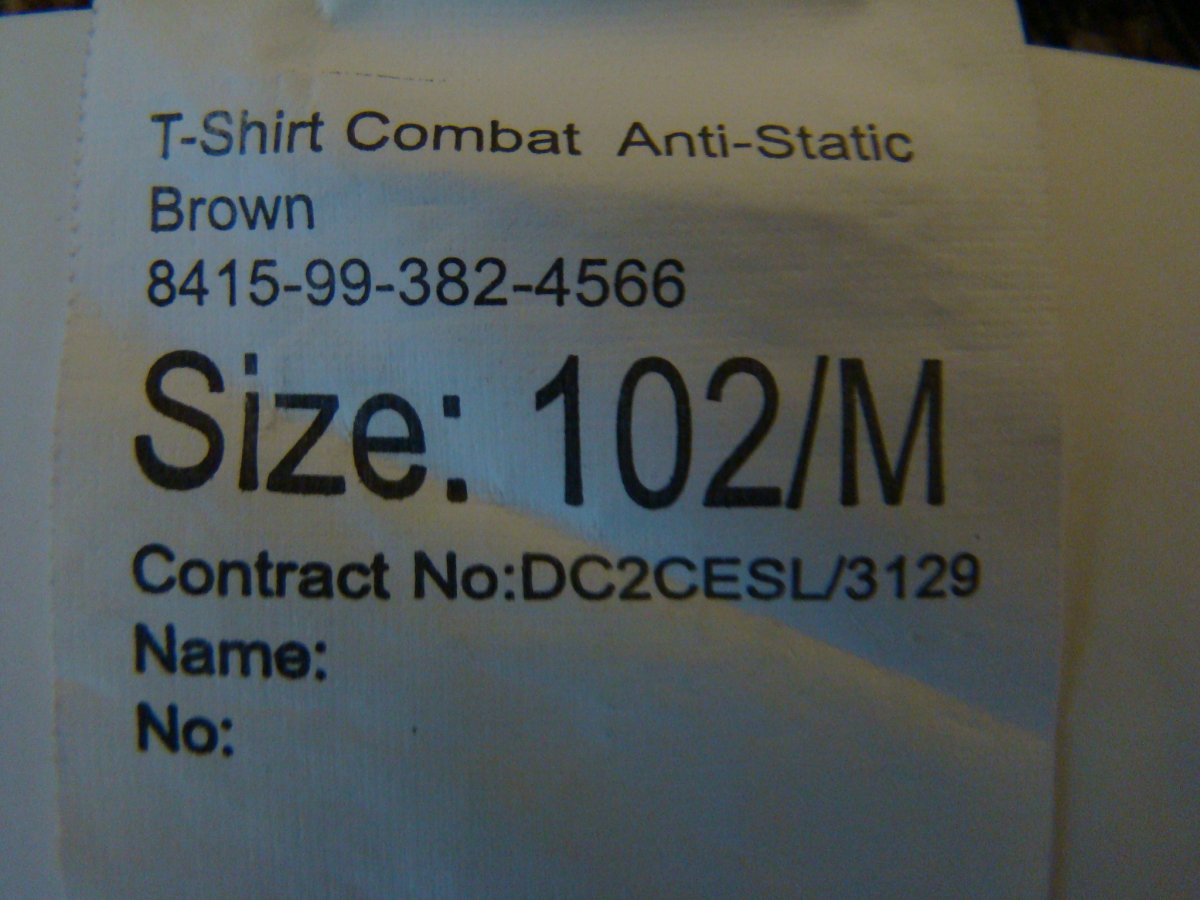 T-Shirt Combat Anti-Static
Brown
8415-99-382-4566
Size: 102/M
Contract No:DC2CESL/3129
Name:
No: